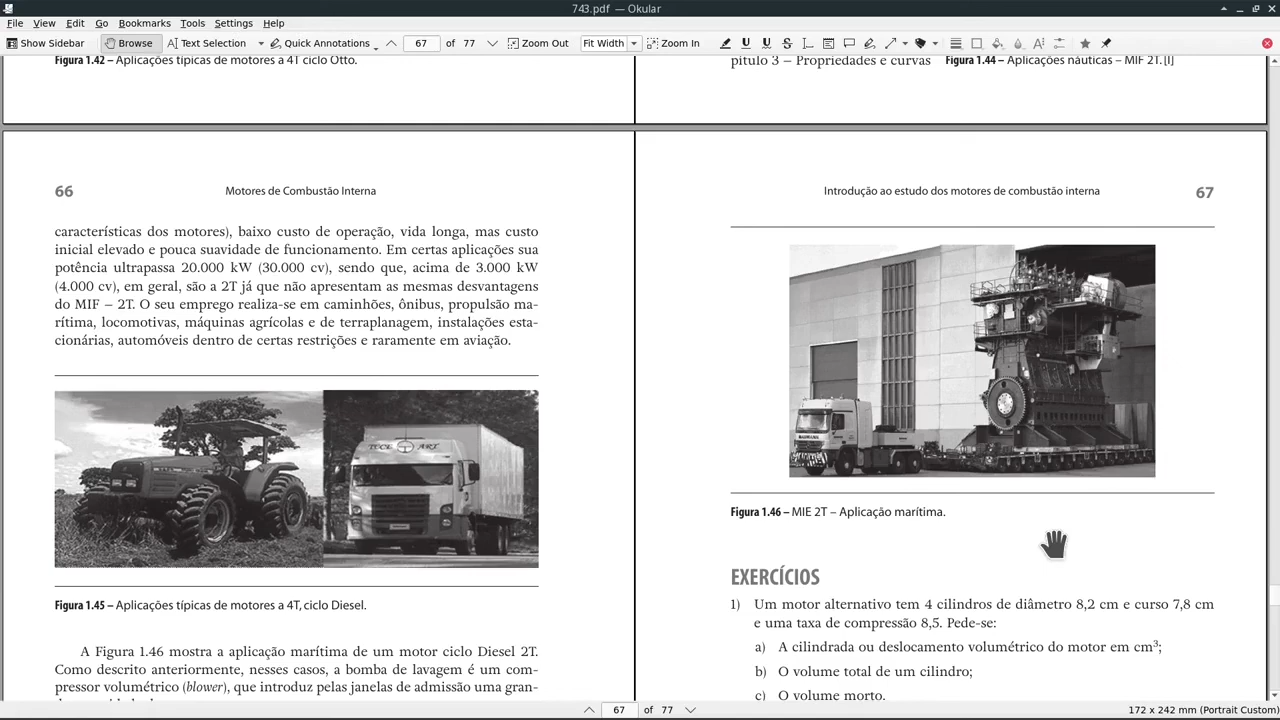 743.pdf — Okular
File View Edit Go Bookmarks Tools Settings Help
Show Sidebar Browse Text Selection Quick Annotations 67 of 77 Zoom Out Fit Width Zoom In
Figura 1.42 – Aplicações típicas de motores a 4T ciclo Otto.
pítulo 3 – Propriedades e curvas
Figura 1.44 – Aplicações náuticas – MIF 2T. [I]
66 Motores de Combustão Interna
características dos motores), baixo custo de operação, vida longa, mas custo
inicial elevado e pouca suavidade de funcionamento. Em certas aplicações sua
potência ultrapassa 20.000 kW (30.000 cv), sendo que, acima de 3.000 kW
(4.000 cv), em geral, são a 2T já que não apresentam as mesmas desvantagens
do MIF – 2T. O seu emprego realiza-se em caminhões, ônibus, propulsão ma-
rítima, locomotivas, máquinas agrícolas e de terraplanagem, instalações esta-
cionárias, automóveis dentro de certas restrições e raramente em aviação.
TUCL ART
Figura 1.45 – Aplicações típicas de motores a 4T, ciclo Diesel.
A Figura 1.46 mostra a aplicação marítima de um motor ciclo Diesel 2T.
Como descrito anteriormente, nesses casos, a bomba de lavagem é um com-
pressor volumétrico (blower), que introduz pelas janelas de admissão uma gran-
Introdução ao estudo dos motores de combustão interna 67
BAUMANN
Figura 1.46 – MIE 2T – Aplicação marítima.
EXERCÍCIOS
1) Um motor alternativo tem 4 cilindros de diâmetro 8,2 cm e curso 7,8 cm
e uma taxa de compressão 8,5. Pede-se:
a) A cilindrada ou deslocamento volumétrico do motor em cm³;
b) O volume total de um cilindro;
c) O volume morto.
67 of 77
172 x 242 mm (Portrait Custom)